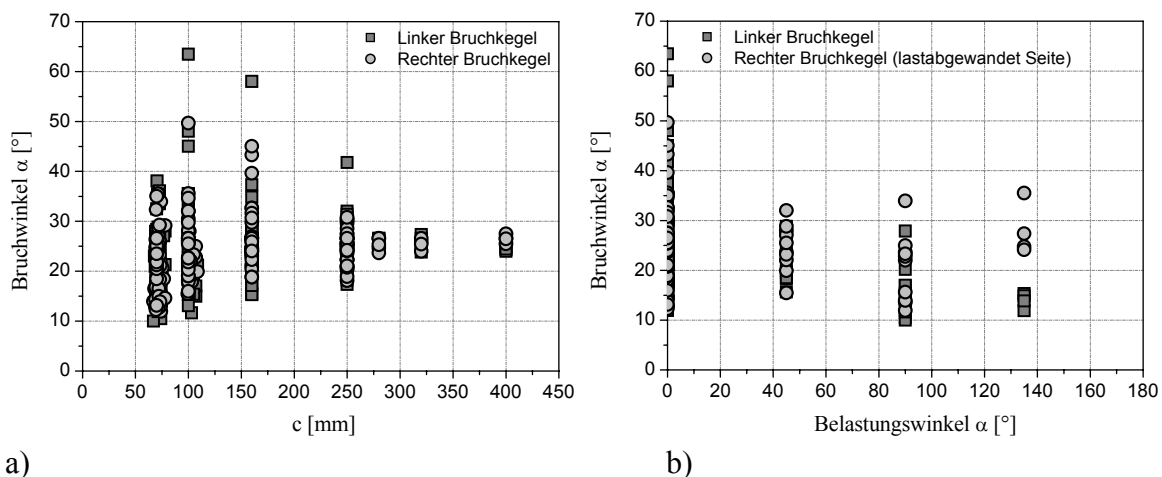 70
60
50
40
30
20
10
0
Bruchwinkel α [°]
Linker Bruchkegel
Rechter Bruchkegel
0 50 100 150 200 250 300 350 400 450
c [mm]
a)
70
60
50
40
30
20
10
0
Bruchwinkel α [°]
Linker Bruchkegel
Rechter Bruchkegel (lastabgewandet Seite)
0 20 40 60 80 100 120 140 160 180
Belastungswinkel α [°]
b)